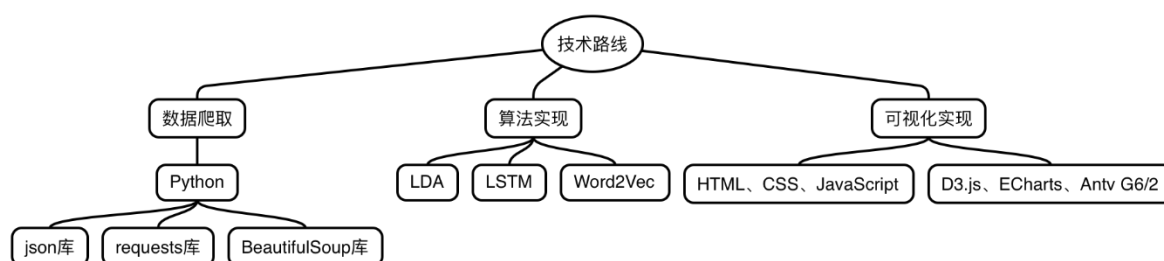 技术路线
数据爬取
算法实现
可视化实现
Python
LDA
LSTM
Word2Vec
HTML、CSS、JavaScript
D3.js、ECharts、Antv G6/2
json库
requests库
BeautifulSoup库